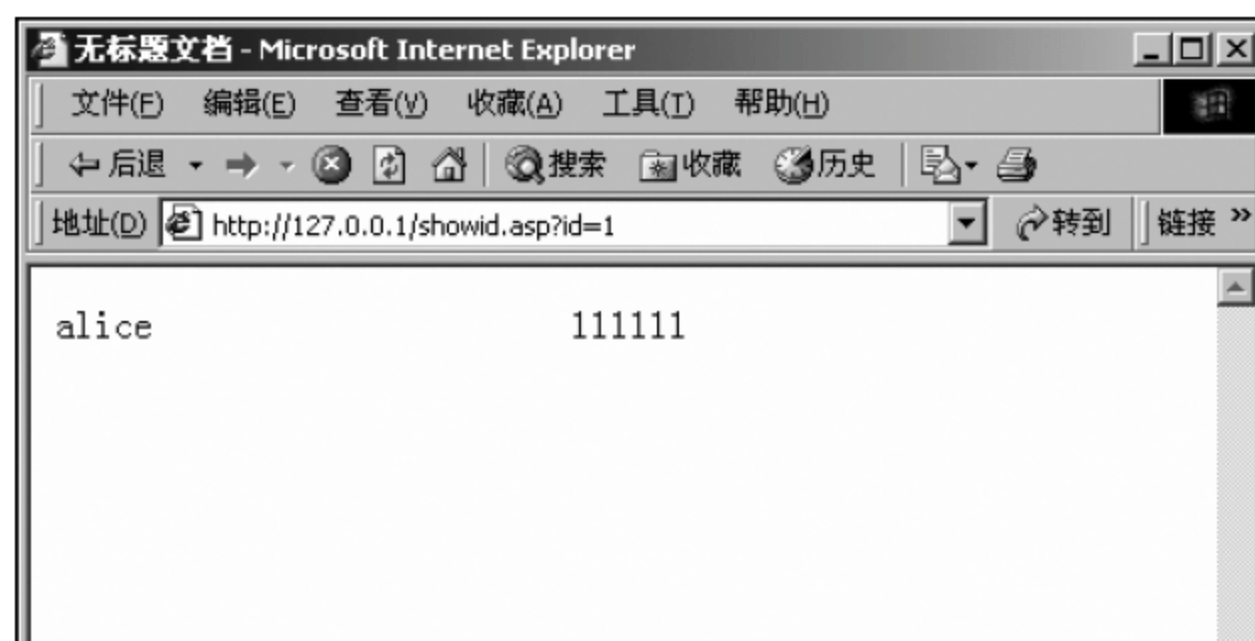 无标题文档 - Microsoft Internet Explorer
文件(F) 编辑(E) 查看(V) 收藏(A) 工具(T) 帮助(H)
后退 搜索 收藏 历史
地址(D) http://127.0.0.1/showid.asp?id=1 转到 链接 »
alice 111111